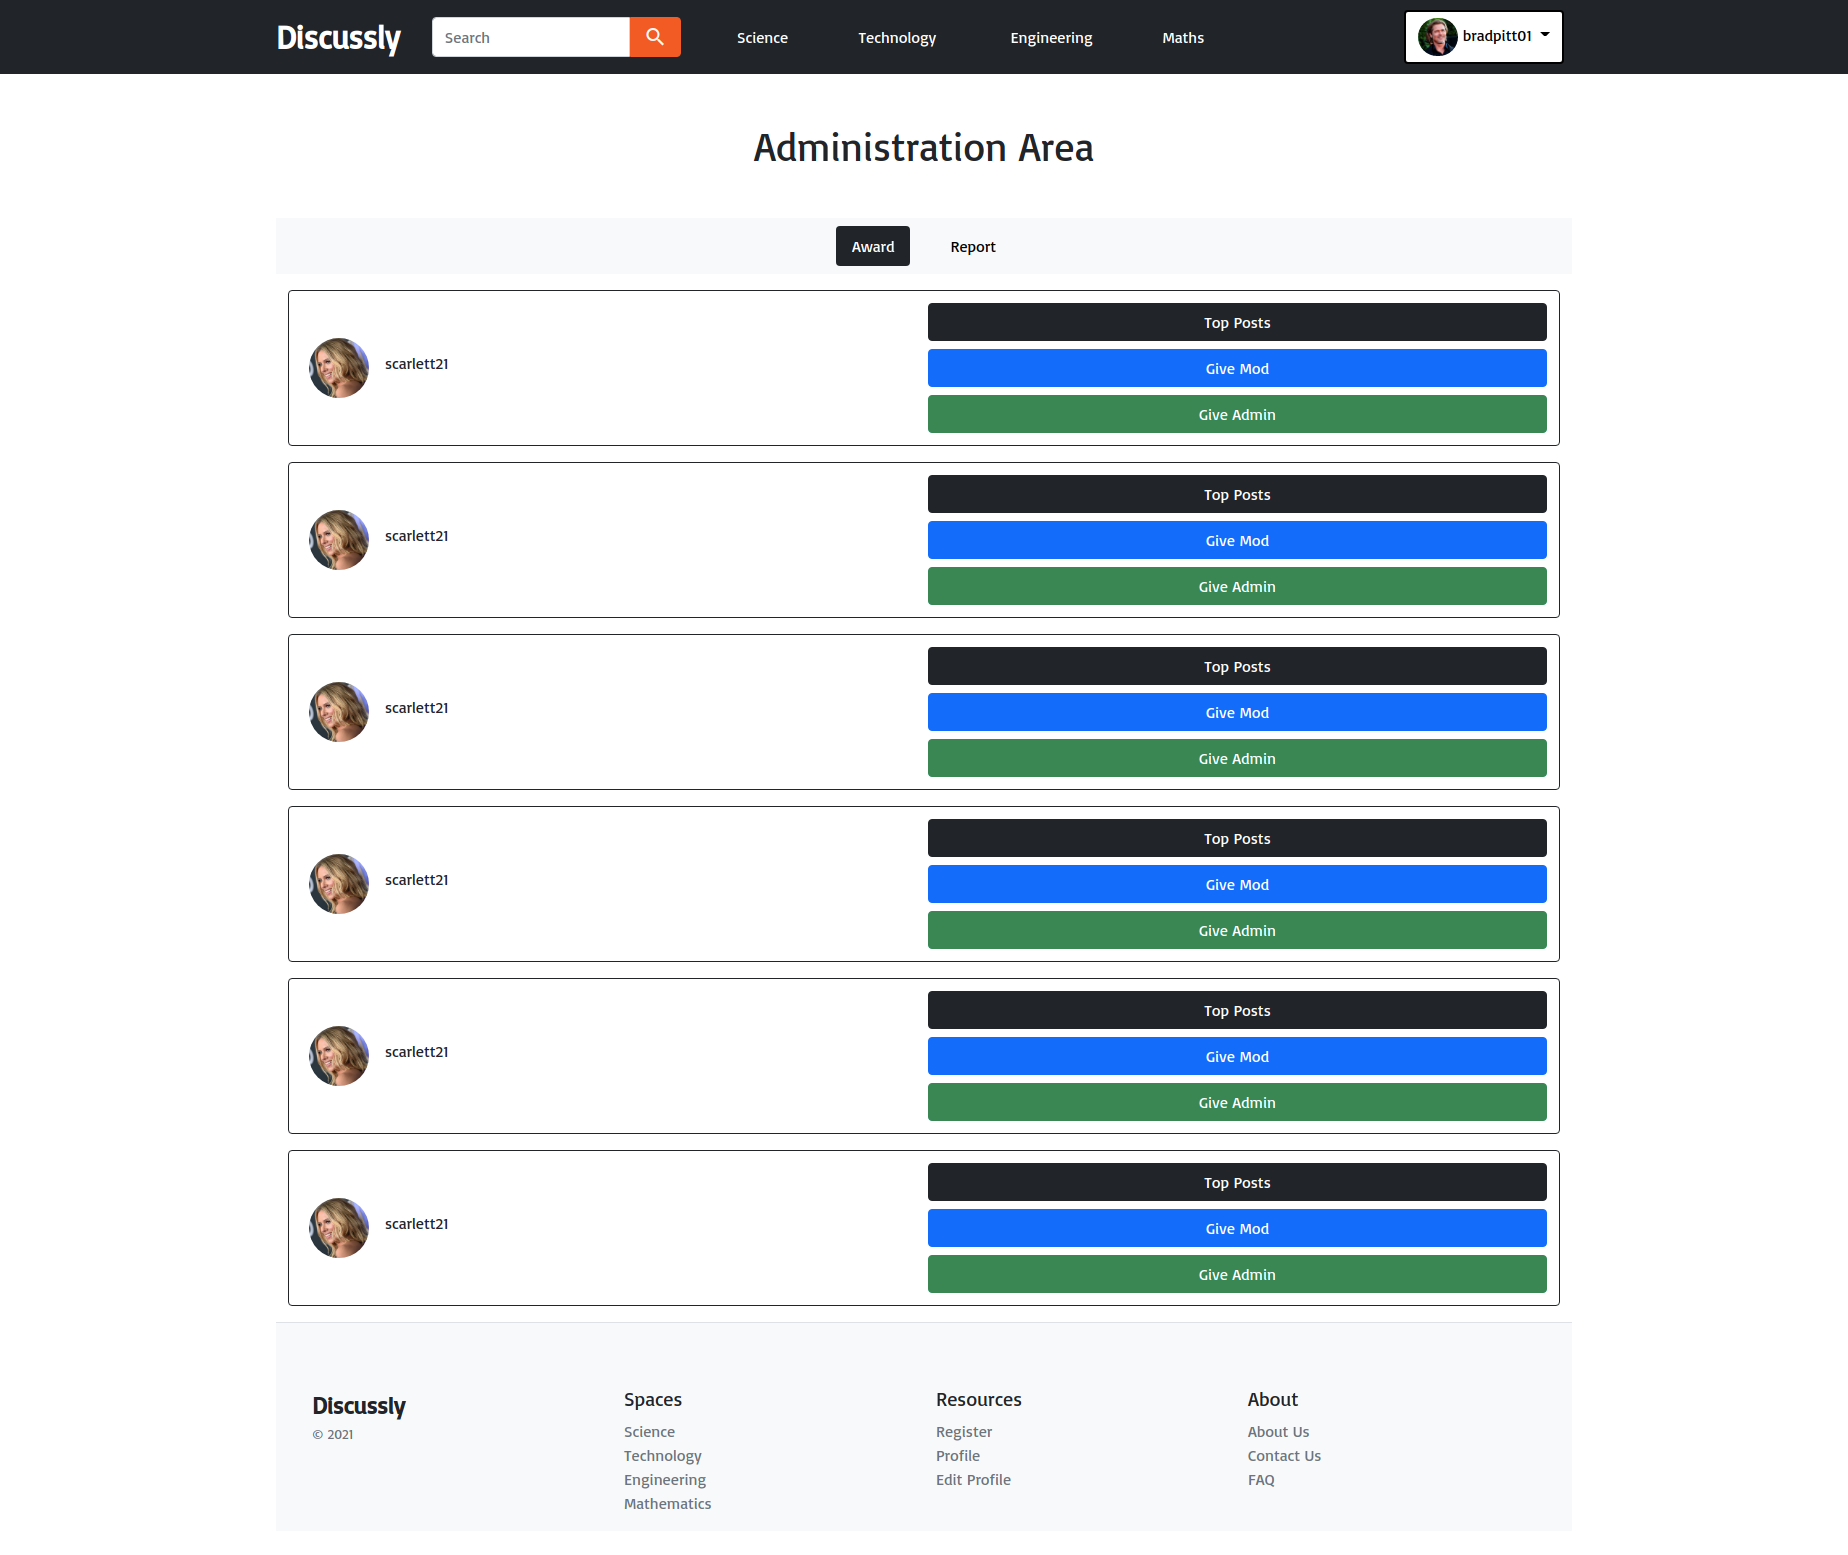 Discussly
Search
Science
Technology
Engineering
Maths
bradpitt01
Administration Area
Award
Report
scarlett21
Top Posts
Give Mod
Give Admin
scarlett21
Top Posts
Give Mod
Give Admin
scarlett21
Top Posts
Give Mod
Give Admin
scarlett21
Top Posts
Give Mod
Give Admin
scarlett21
Top Posts
Give Mod
Give Admin
scarlett21
Top Posts
Give Mod
Give Admin
Discussly
© 2021
Spaces
Science
Technology
Engineering
Mathematics
Resources
Register
Profile
Edit Profile
About
About Us
Contact Us
FAQ